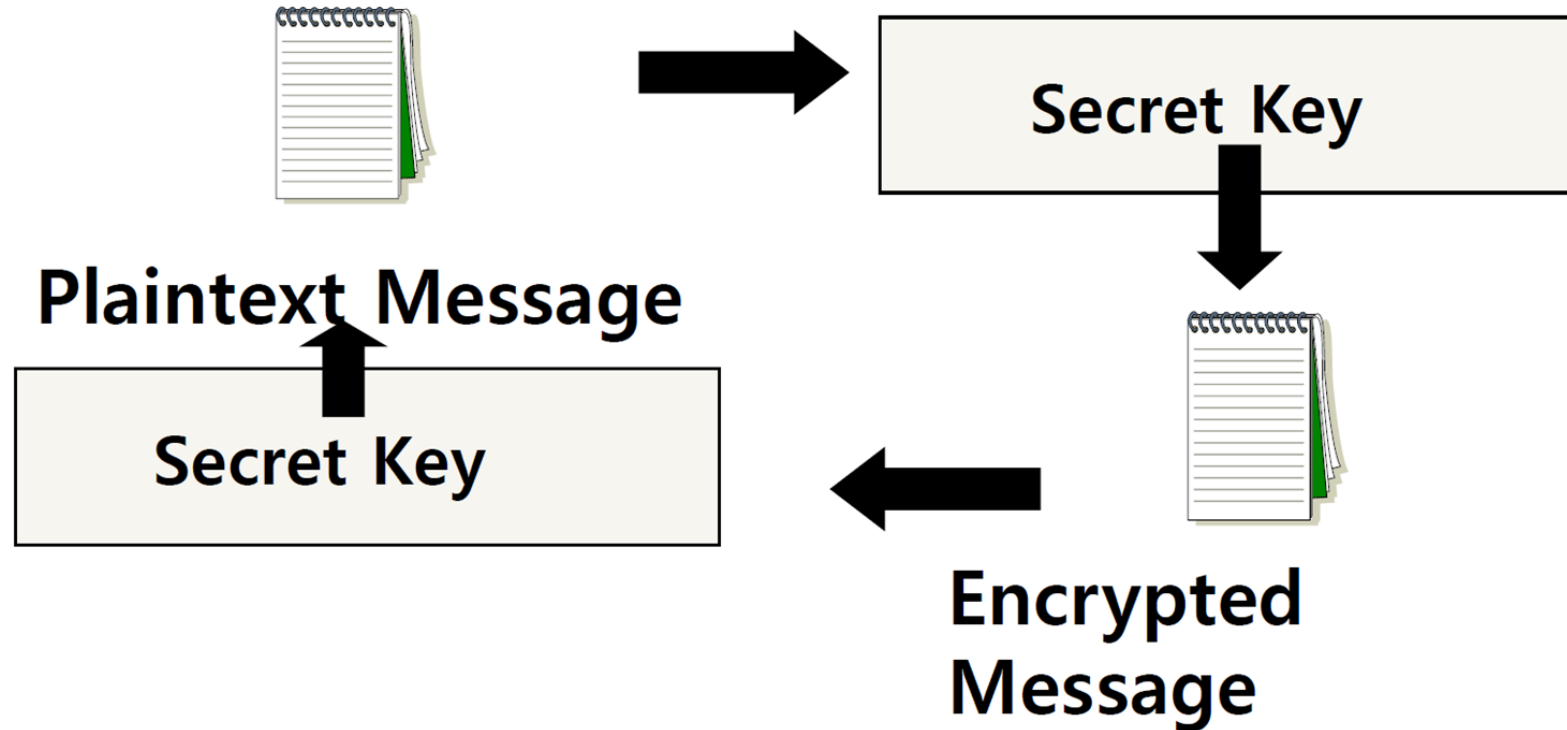 Secret Key
Plaintext Message
Secret Key
Encrypted
Message